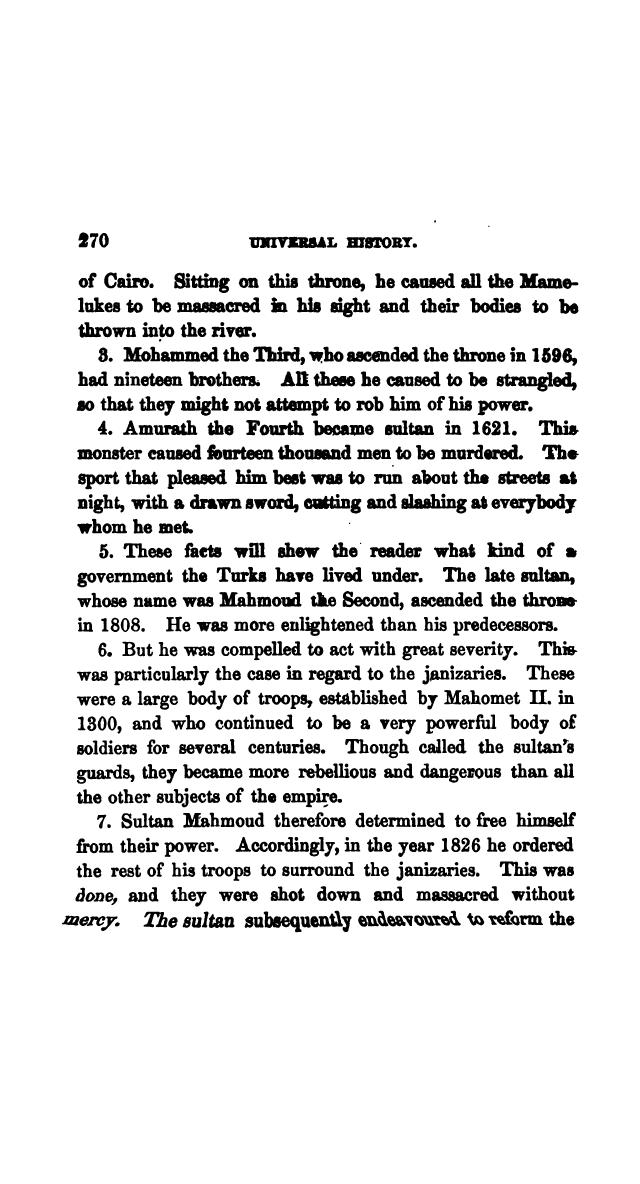 270 UNIVERSAL HISTORY.
of Cairo. Sitting on this throne, he caused all the Mame-
lukes to be massacred in his sight and their bodies to be
thrown into the river.
3. Mohammed the Third, who ascended the throne in 1596,
had nineteen brothers. All these he caused to be strangled,
so that they might not attempt to rob him of his power.
4. Amurath the Fourth became sultan in 1621. This
monster caused fourteen thousand men to be murdered. The
sport that pleased him best was to run about the streets at
night, with a drawn sword, cutting and slashing at everybody
whom he met.
5. These facts will shew the reader what kind of a
government the Turks have lived under. The late sultan,
whose name was Mahmoud the Second, ascended the throne
in 1808. He was more enlightened than his predecessors.
6. But he was compelled to act with great severity. This
was particularly the case in regard to the janizaries. These
were a large body of troops, established by Mahomet II. in
1300, and who continued to be a very powerful body of
soldiers for several centuries. Though called the sultan's
guards, they became more rebellious and dangerous than all
the other subjects of the empire.
7. Sultan Mahmoud therefore determined to free himself
from their power. Accordingly, in the year 1826 he ordered
the rest of his troops to surround the janizaries. This was
done, and they were shot down and massacred without
mercy. The sultan subsequently endeavoured to reform the